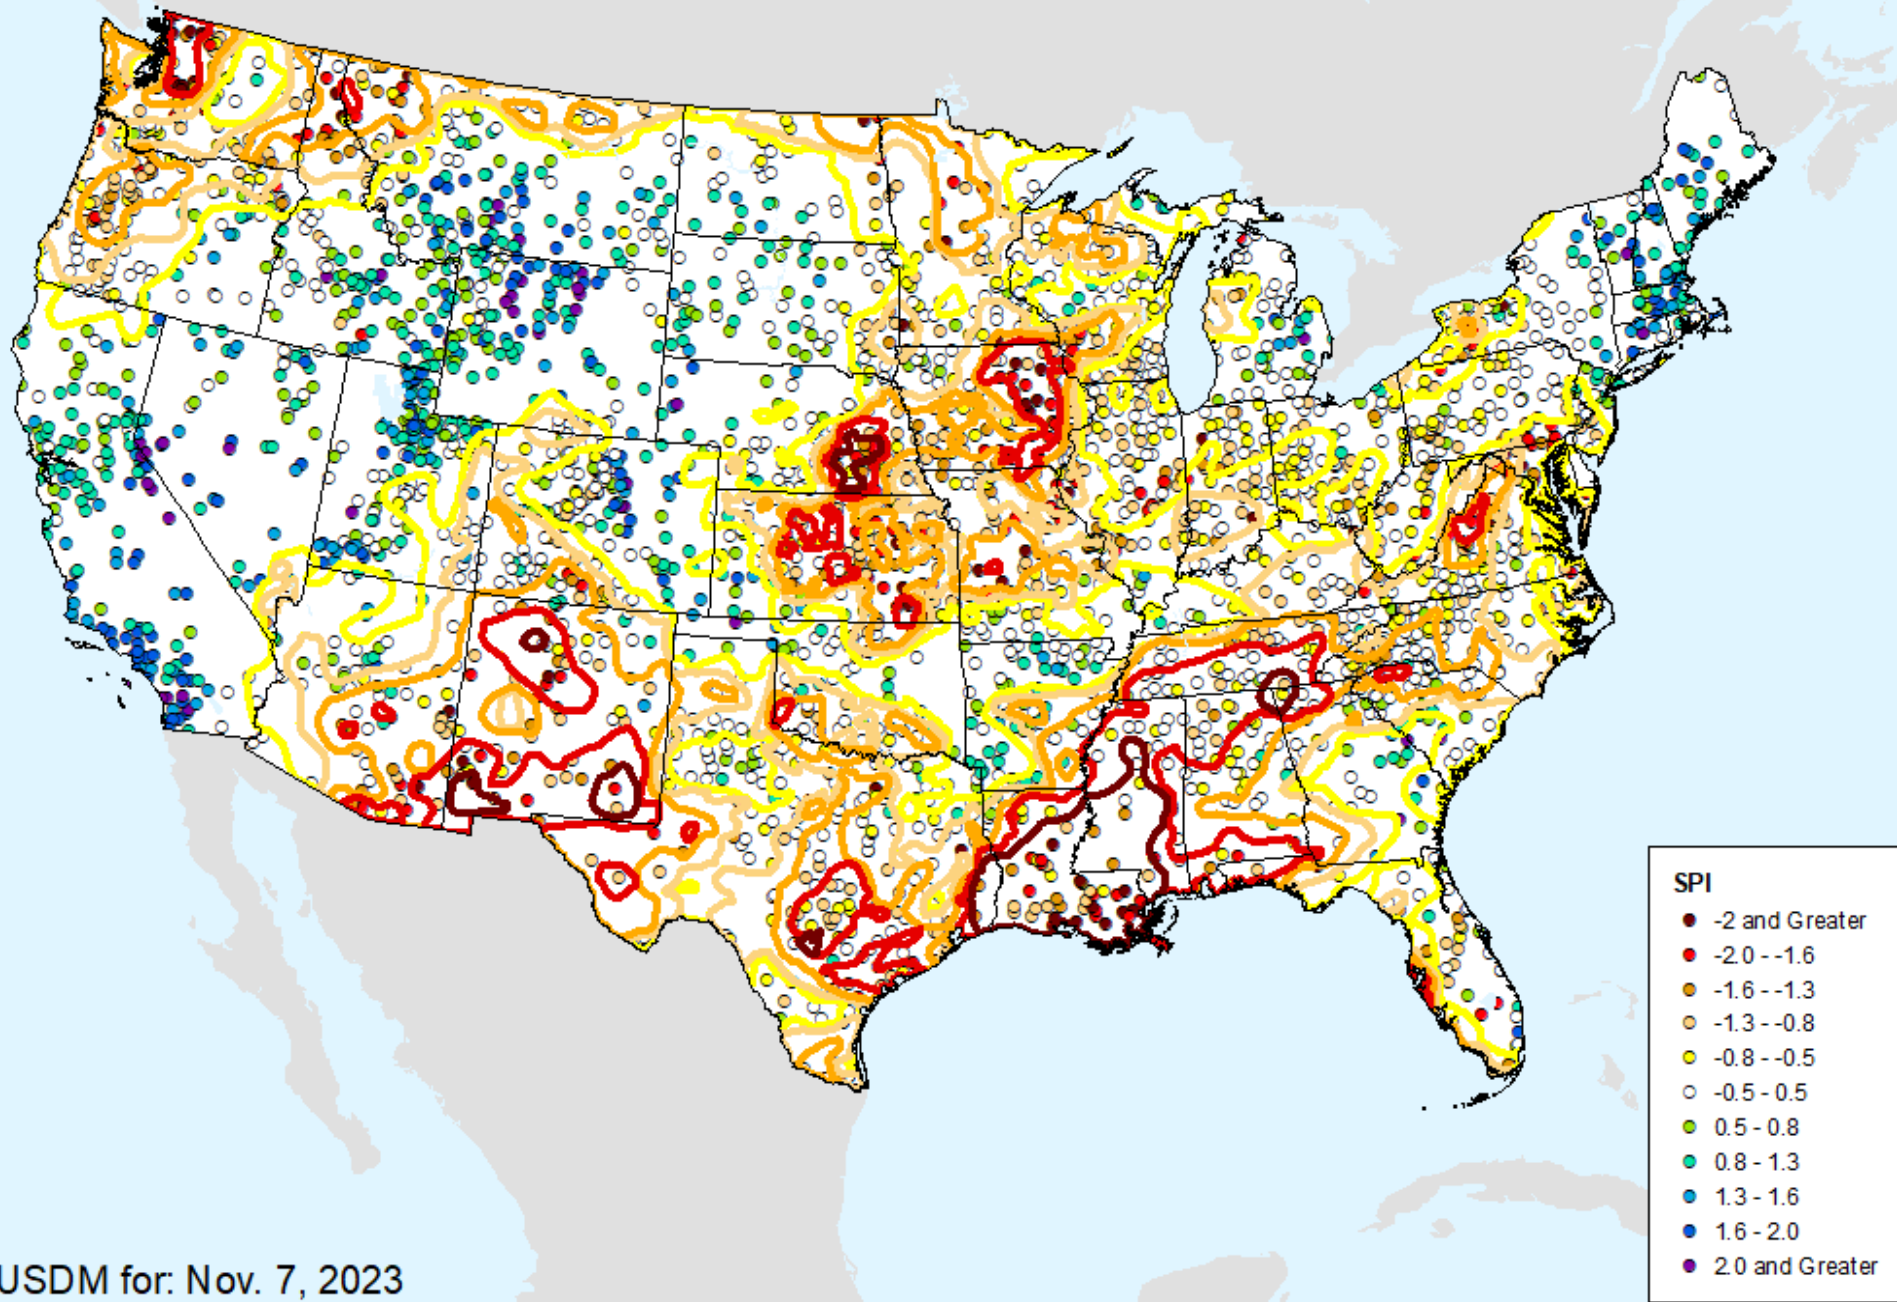 SPI
-2 and Greater
-2.0 - -1.6
-1.6 - -1.3
-1.3 - -0.8
-0.8 - -0.5
-0.5 - 0.5
0.5 - 0.8
0.8 - 1.3
1.3 - 1.6
1.6 - 2.0
2.0 and Greater
USDM for: Nov. 7, 2023